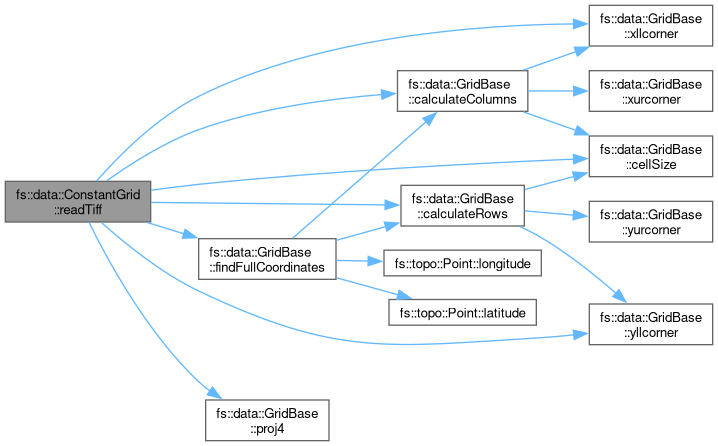 fs::data::ConstantGrid
::readTiff
fs::data::GridBase
::findFullCoordinates
fs::data::GridBase
::proj4
fs::data::GridBase
::calculateColumns
fs::data::GridBase
::calculateRows
fs::topo::Point::longitude
fs::topo::Point::latitude
fs::data::GridBase
::xllcorner
fs::data::GridBase
::xurcorner
fs::data::GridBase
::cellSize
fs::data::GridBase
::yurcorner
fs::data::GridBase
::yllcorner